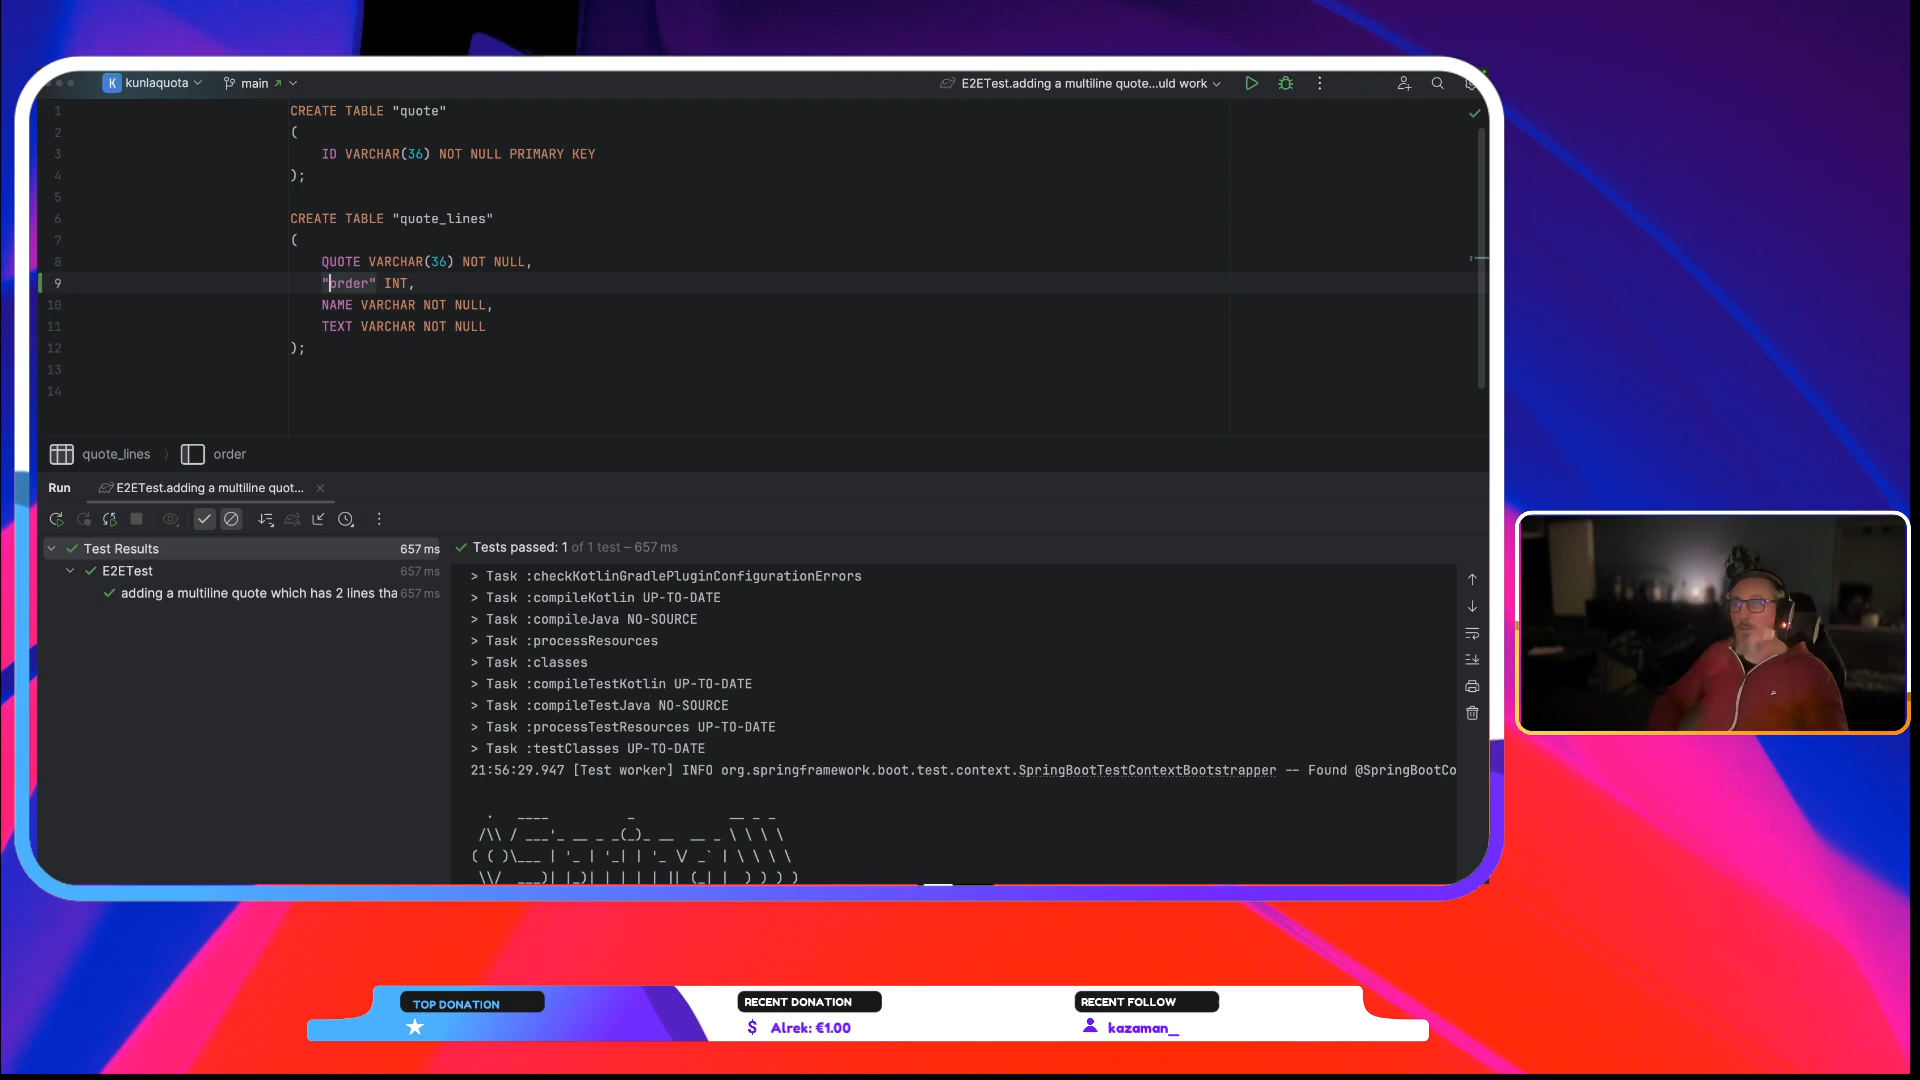 K kunlaquota main E2ETest.adding a multiline quote...uld work
1 CREATE TABLE "quote"
2 (
3 ID VARCHAR(36) NOT NULL PRIMARY KEY
4 );
5
6 CREATE TABLE "quote_lines"
7 (
8 QUOTE VARCHAR(36) NOT NULL,
9 "order" INT,
10 NAME VARCHAR NOT NULL,
11 TEXT VARCHAR NOT NULL
12 );
13
14
quote_lines order
Run E2ETest.adding a multiline quot...
Test Results 657 ms
E2ETest 657 ms
adding a multiline quote which has 2 lines tha 657 ms
Tests passed: 1 of 1 test – 657 ms
> Task :checkKotlinGradlePluginConfigurationErrors
> Task :compileKotlin UP-TO-DATE
> Task :compileJava NO-SOURCE
> Task :processResources
> Task :classes
> Task :compileTestKotlin UP-TO-DATE
> Task :compileTestJava NO-SOURCE
> Task :processTestResources UP-TO-DATE
> Task :testClasses UP-TO-DATE
21:56:29.947 [Test worker] INFO org.springframework.boot.test.context.SpringBootTestContextBootstrapper -- Found @SpringBootCo
TOP DONATION
RECENT DONATION
$ Alrek: €1.00
RECENT FOLLOW
kazaman__